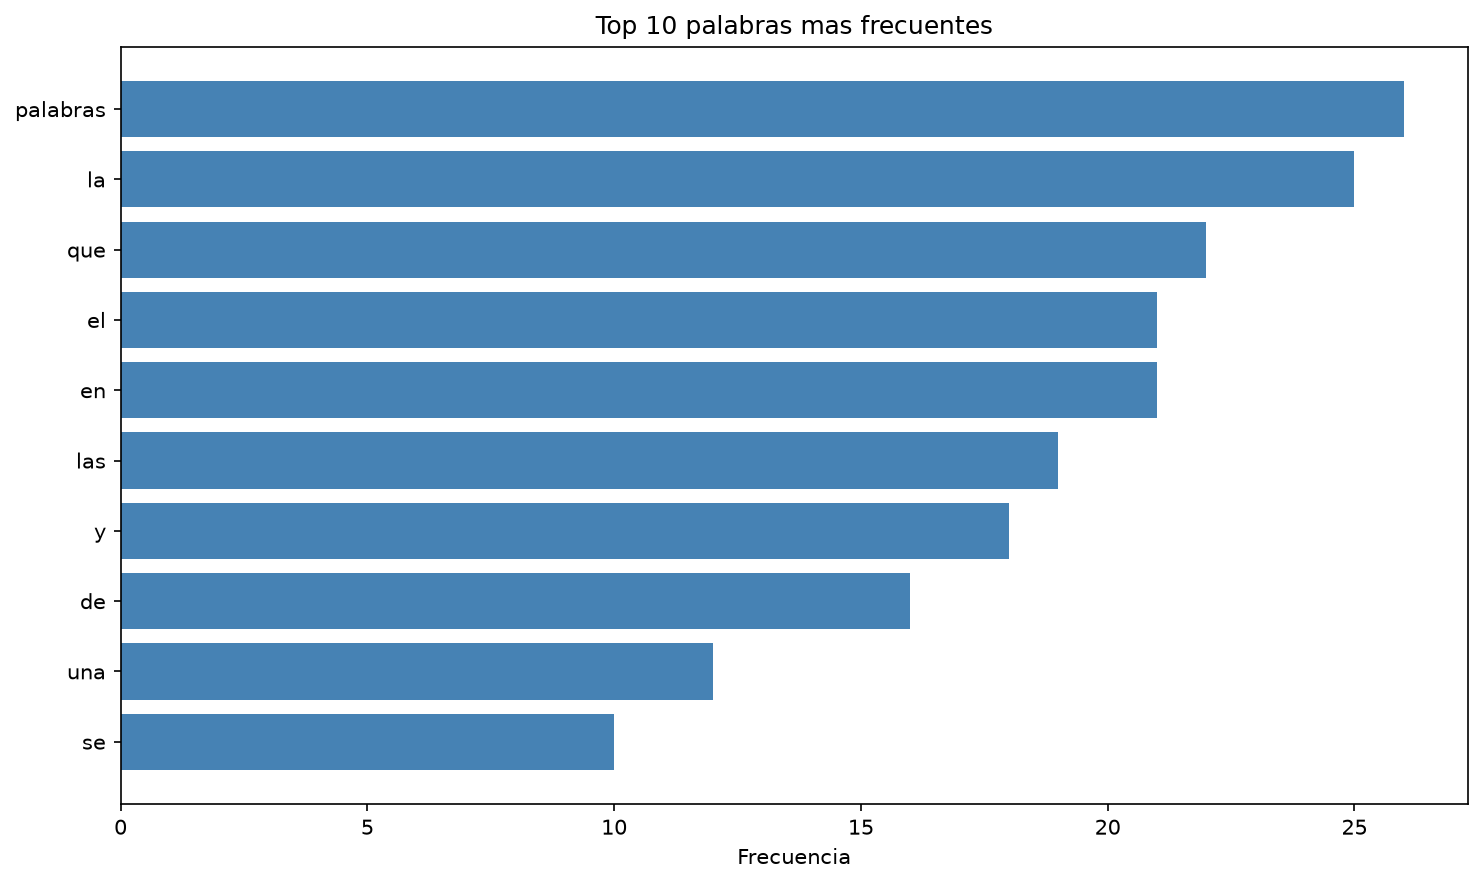 Top 10 palabras mas frecuentes
palabras
la
que
el
en
las
y
de
una
se
0 5 10 15 20 25
Frecuencia